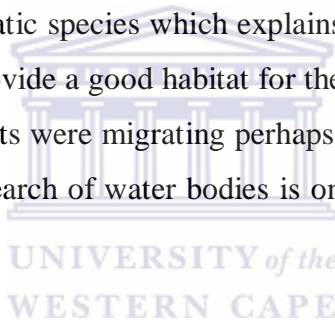 atic species which explains
ovide a good habitat for the
ts were migrating perhaps
earch of water bodies is on
UNIVERSITY of the
WESTERN CAPE